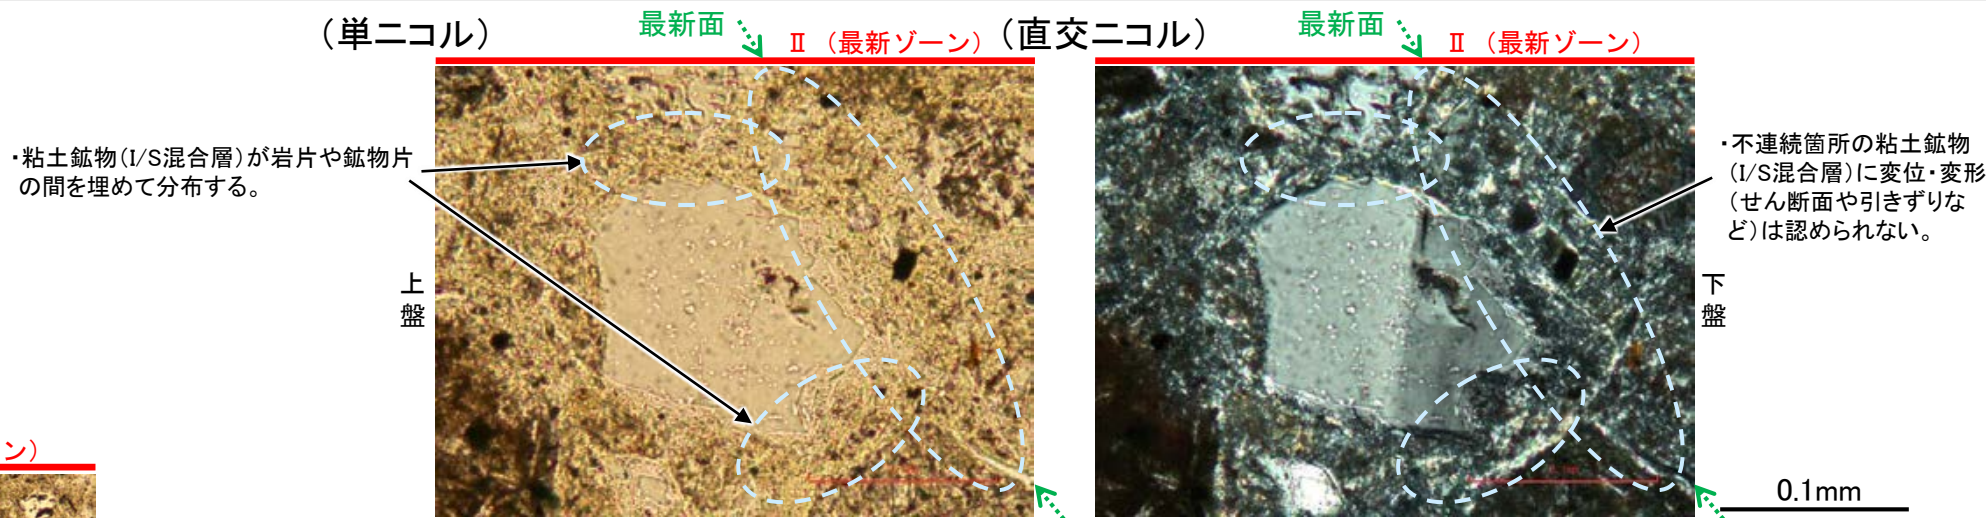 (単ニコル)
最新面
Ⅱ (最新ゾーン)
(直交ニコル)
最新面
Ⅱ (最新ゾーン)
・粘土鉱物(I/S混合層)が岩片や鉱物片
の間を埋めて分布する。
・不連続箇所の粘土鉱物
(I/S混合層)に変位・変形
(せん断面や引きずりな
ど)は認められない。
上
盤
下
盤
ン)
0.1mm